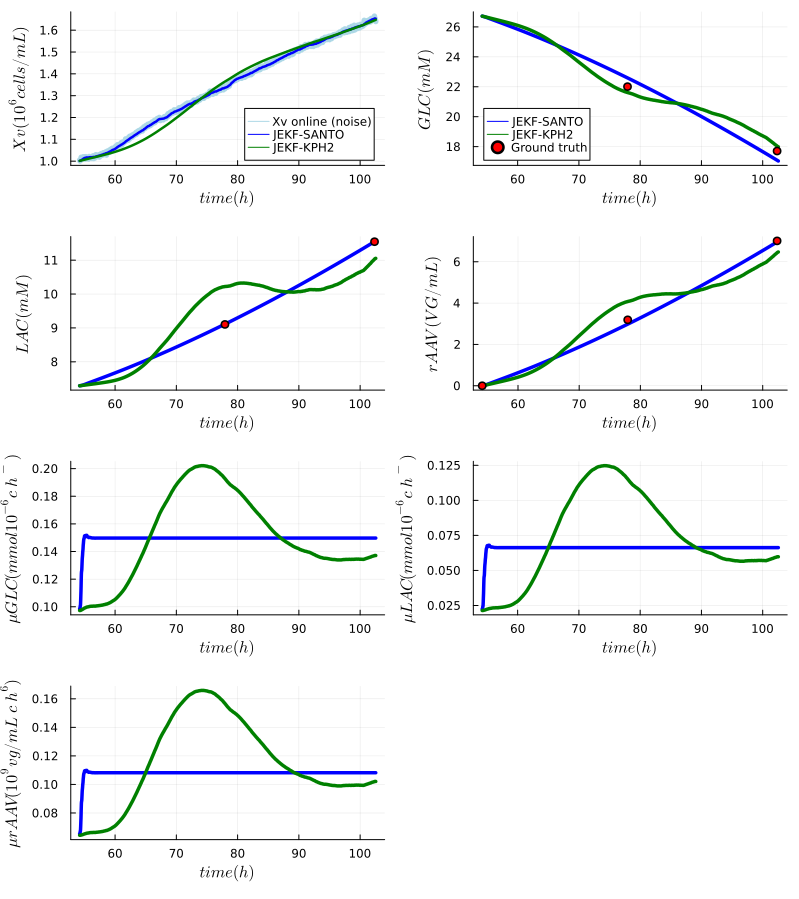 Xv(10^6 cells/mL)
1.6
1.5
1.4
1.3
1.2
1.1
1.0
Xv online (noise)
JEKF-SANTO
JEKF-KPH2
60 70 80 90 100
time(h)
GLC(mM)
26
24
22
20
18
JEKF-SANTO
JEKF-KPH2
Ground truth
60 70 80 90 100
time(h)
LAC(mM)
11
10
9
8
60 70 80 90 100
time(h)
rAAV(VG/mL)
6
4
2
0
60 70 80 90 100
time(h)
μGLC(mmol10^-6 c h^-)
0.20
0.18
0.16
0.14
0.12
0.10
60 70 80 90 100
time(h)
μLAC(mmol10^-6 c h^-)
0.125
0.100
0.075
0.050
0.025
60 70 80 90 100
time(h)
μrAAV(10^9 vg/mL c h^6)
0.16
0.14
0.12
0.10
0.08
60 70 80 90 100
time(h)